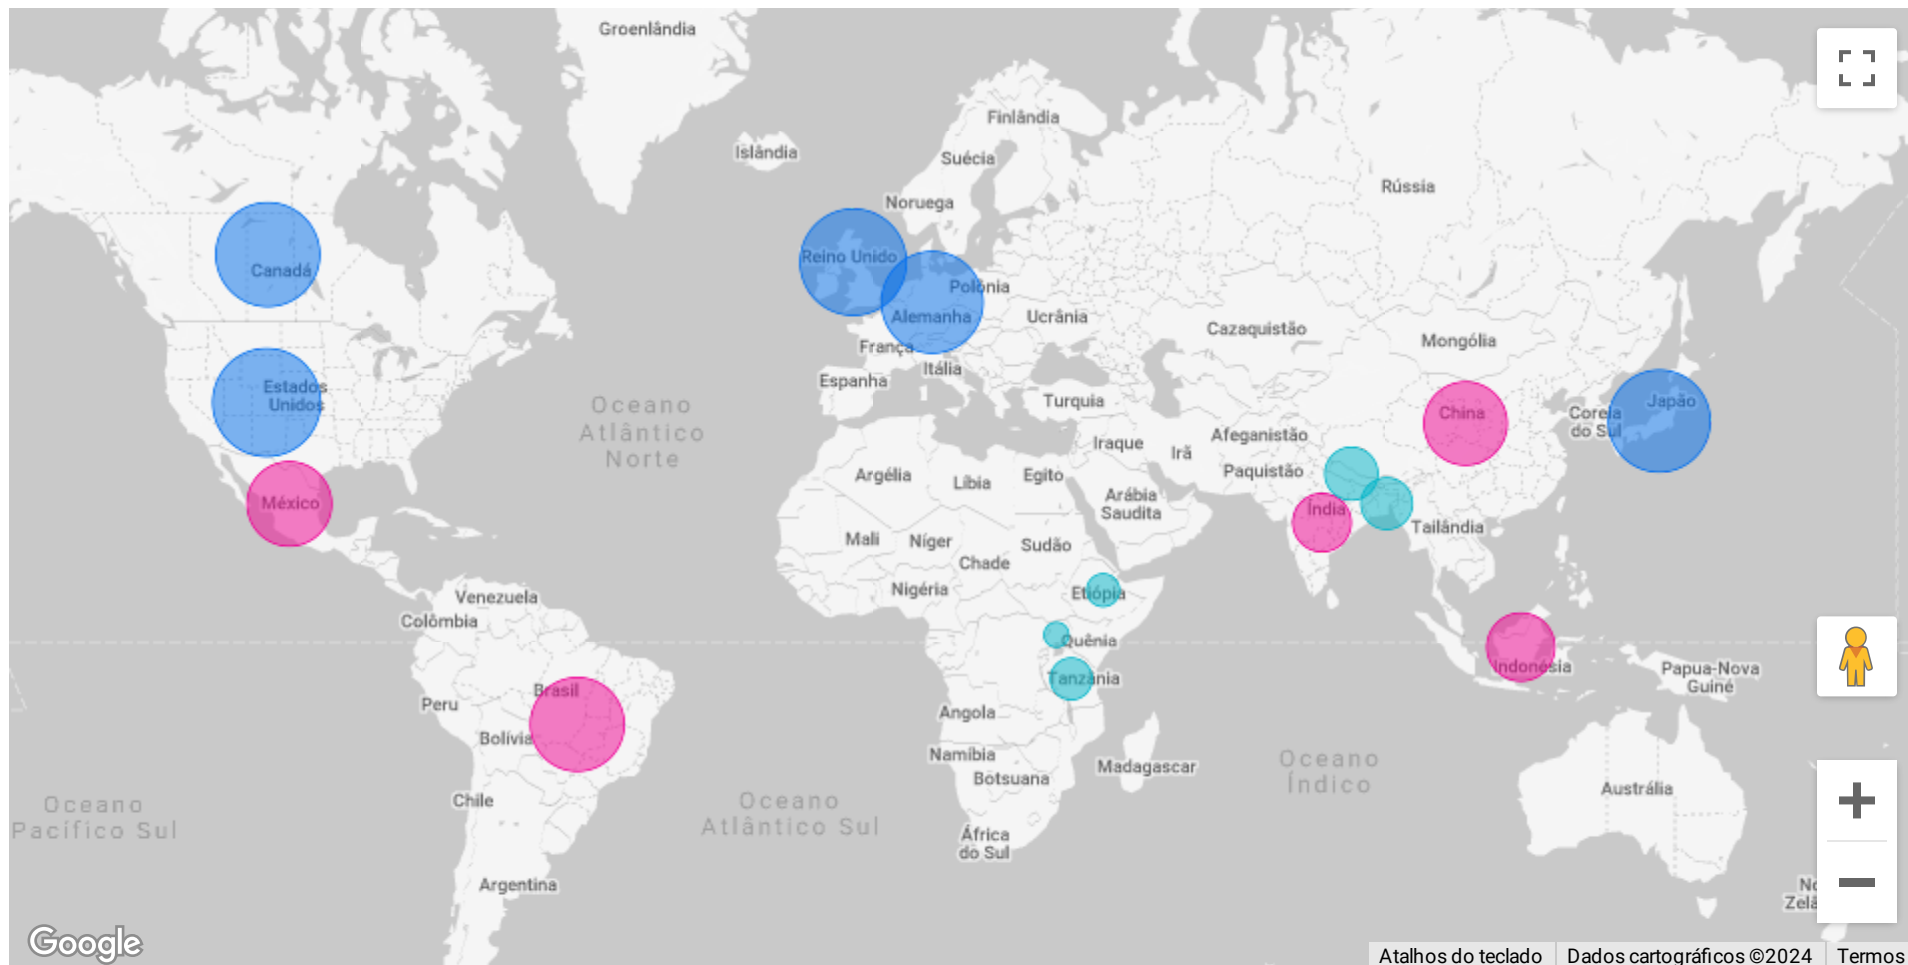 Groenlândia
Islândia
Finlândia
Suécia
Noruega
Rússia
Canadá
Reino Unido
Polônia
Alemanha
Ucrânia
França
Itália
Espanha
Turquia
Cazaquistão
Mongólia
Estados
Unidos
China
Coreia
do Sul
Japão
Oceano
Atlântico
Norte
Afeganistão
Iraque
Irã
Paquistão
Argélia
Líbia
Egito
Arábia
Saudita
México
Índia
Tailândia
Mali
Níger
Sudão
Chade
Nigéria
Etiópia
Venezuela
Colômbia
Quênia
Tanzânia
Indonésia
Papua-Nova
Guiné
Brasil
Peru
Bolívia
Angola
Namíbia
Botsuana
Madagascar
Oceano
Índico
Austrália
Chile
Oceano
Pacífico Sul
Oceano
Atlântico Sul
África
do Sul
Argentina
Google
Atalhos do teclado
Dados cartográficos ©2024
Termos